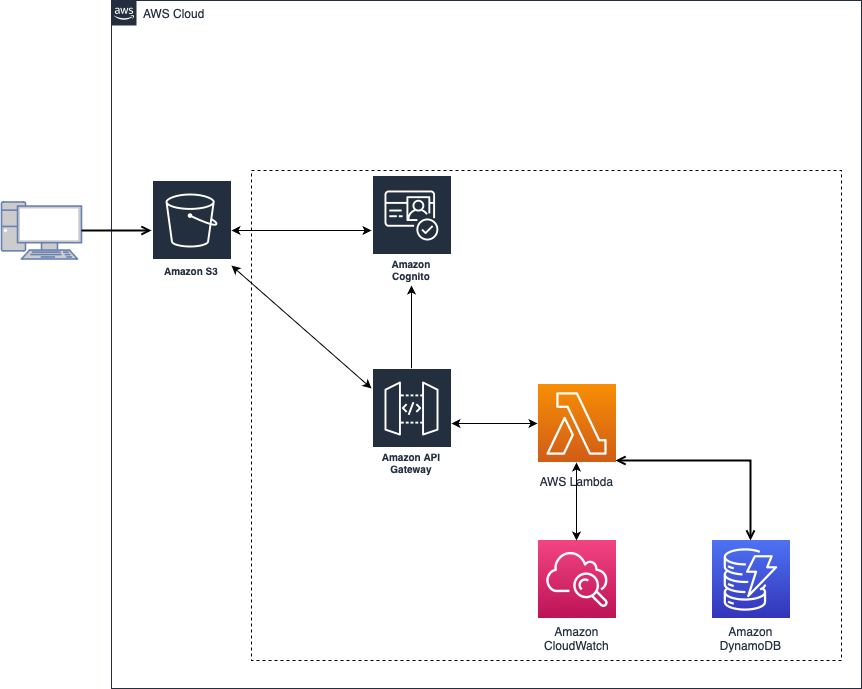 aws
AWS Cloud
Amazon S3
Amazon
Cognito
</>
Amazon API
Gateway
AWS Lambda
Amazon
CloudWatch
Amazon
DynamoDB